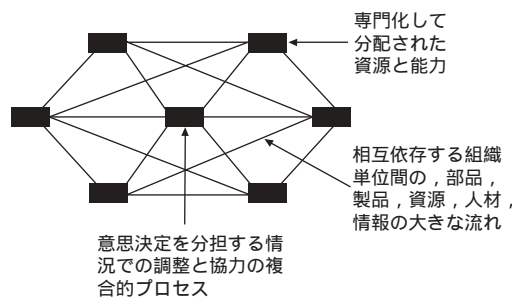 専門化して
分配された
資源と能力
相互依存する組織
単位間の，部品，
製品，資源，人材，
情報の大きな流れ
意思決定を分担する情
況での調整と協力の複
合的プロセス